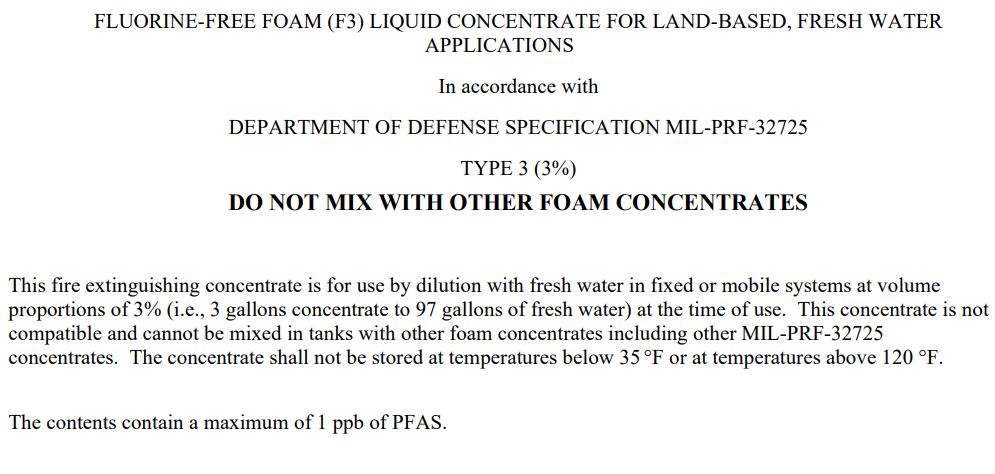 FLUORINE-FREE FOAM (F3) LIQUID CONCENTRATE FOR LAND-BASED, FRESH WATER
APPLICATIONS
In accordance with
DEPARTMENT OF DEFENSE SPECIFICATION MIL-PRF-32725
TYPE 3 (3%)
DO NOT MIX WITH OTHER FOAM CONCENTRATES
This fire extinguishing concentrate is for use by dilution with fresh water in fixed or mobile systems at volume
proportions of 3% (i.e., 3 gallons concentrate to 97 gallons of fresh water) at the time of use.  This concentrate is not
compatible and cannot be mixed in tanks with other foam concentrates including other MIL-PRF-32725
concentrates.  The concentrate shall not be stored at temperatures below 35 °F or at temperatures above 120 °F.
The contents contain a maximum of 1 ppb of PFAS.